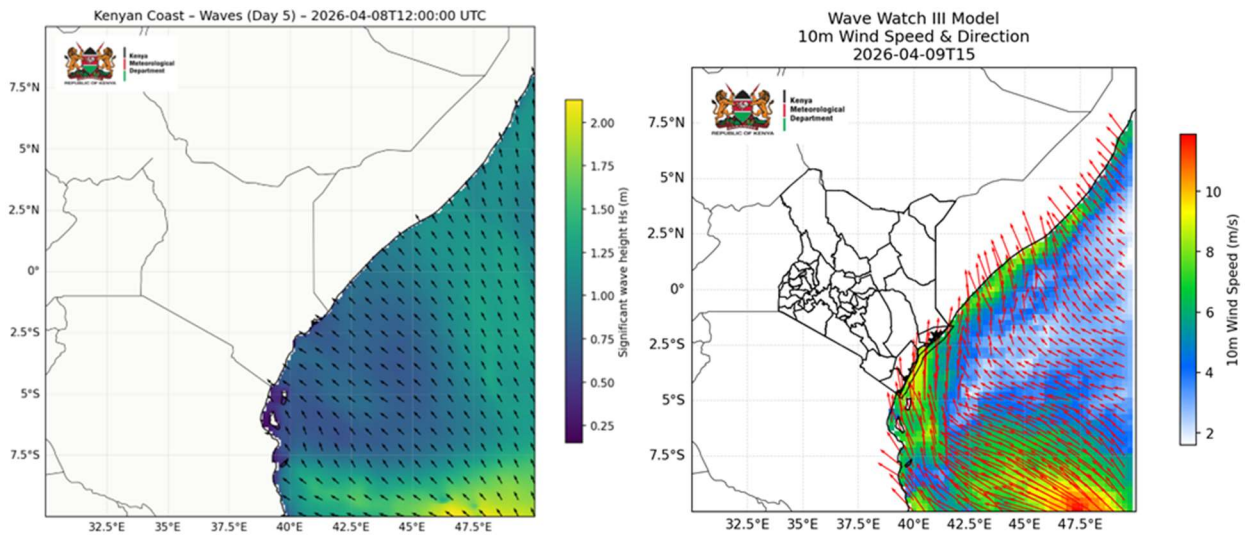 Kenyan Coast – Waves (Day 5) – 2026-04-08T12:00:00 UTC
Kenya
Meteorological
Department
REPUBLIC OF KENYA
7.5°N
5°N
2.5°N
0°
2.5°S
5°S
7.5°S
32.5°E 35°E 37.5°E 40°E 42.5°E 45°E 47.5°E
2.00
1.75
1.50
1.25
1.00
0.75
0.50
0.25
Significant wave height Hs (m)
Wave Watch III Model
10m Wind Speed & Direction
2026-04-09T15
Kenya
Meteorological
Department
REPUBLIC OF KENYA
7.5°N
5°N
2.5°N
0°
2.5°S
5°S
7.5°S
32.5°E 35°E 37.5°E 40°E 42.5°E 45°E 47.5°E
10
8
6
4
2
10m Wind Speed (m/s)